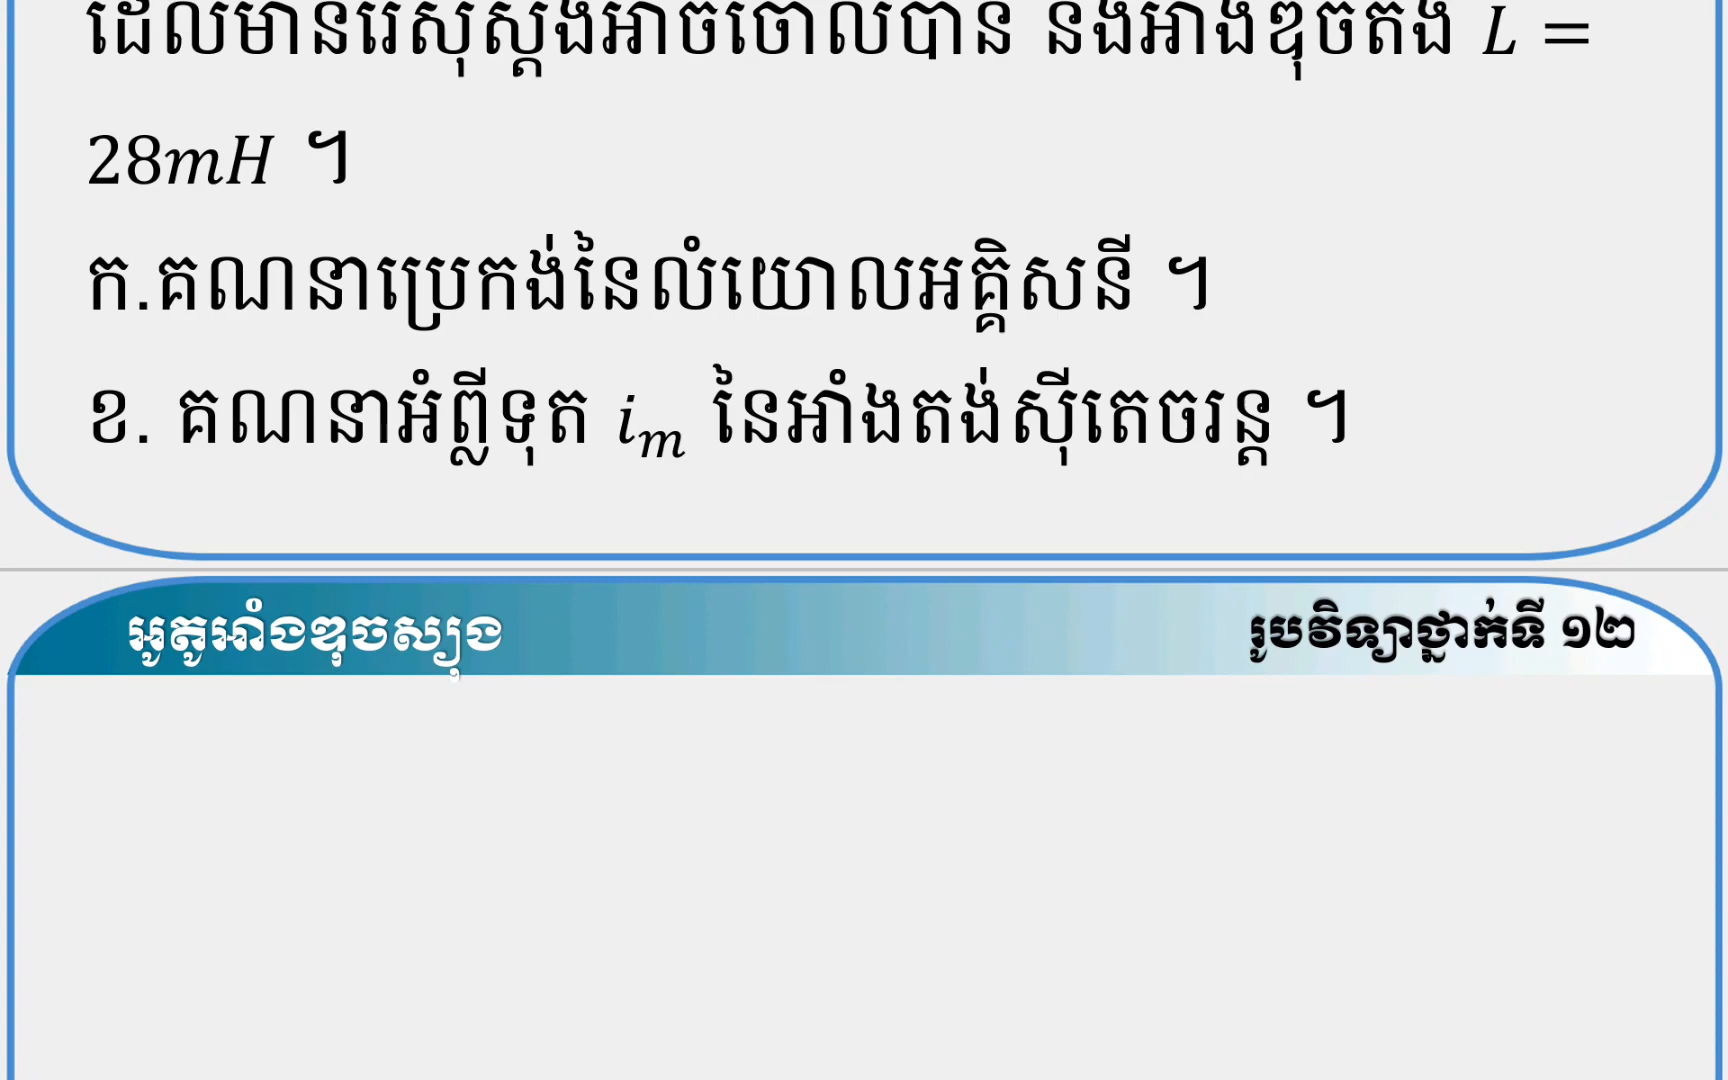 ដែលមានរេស៊ីស្តង់អាចចោលបាន និងអាំងឌុចតង់ L =
28mH ។
ក.គណនាប្រេកង់នៃលំយោលអគ្គិសនី ។
ខ. គណនាអំព្លីទុត iₘ នៃអាំងតង់ស៊ីតេចរន្ត ។
អូតូអាំងឌុចស្យុង
រូបវិទ្យាថ្នាក់ទី ១២